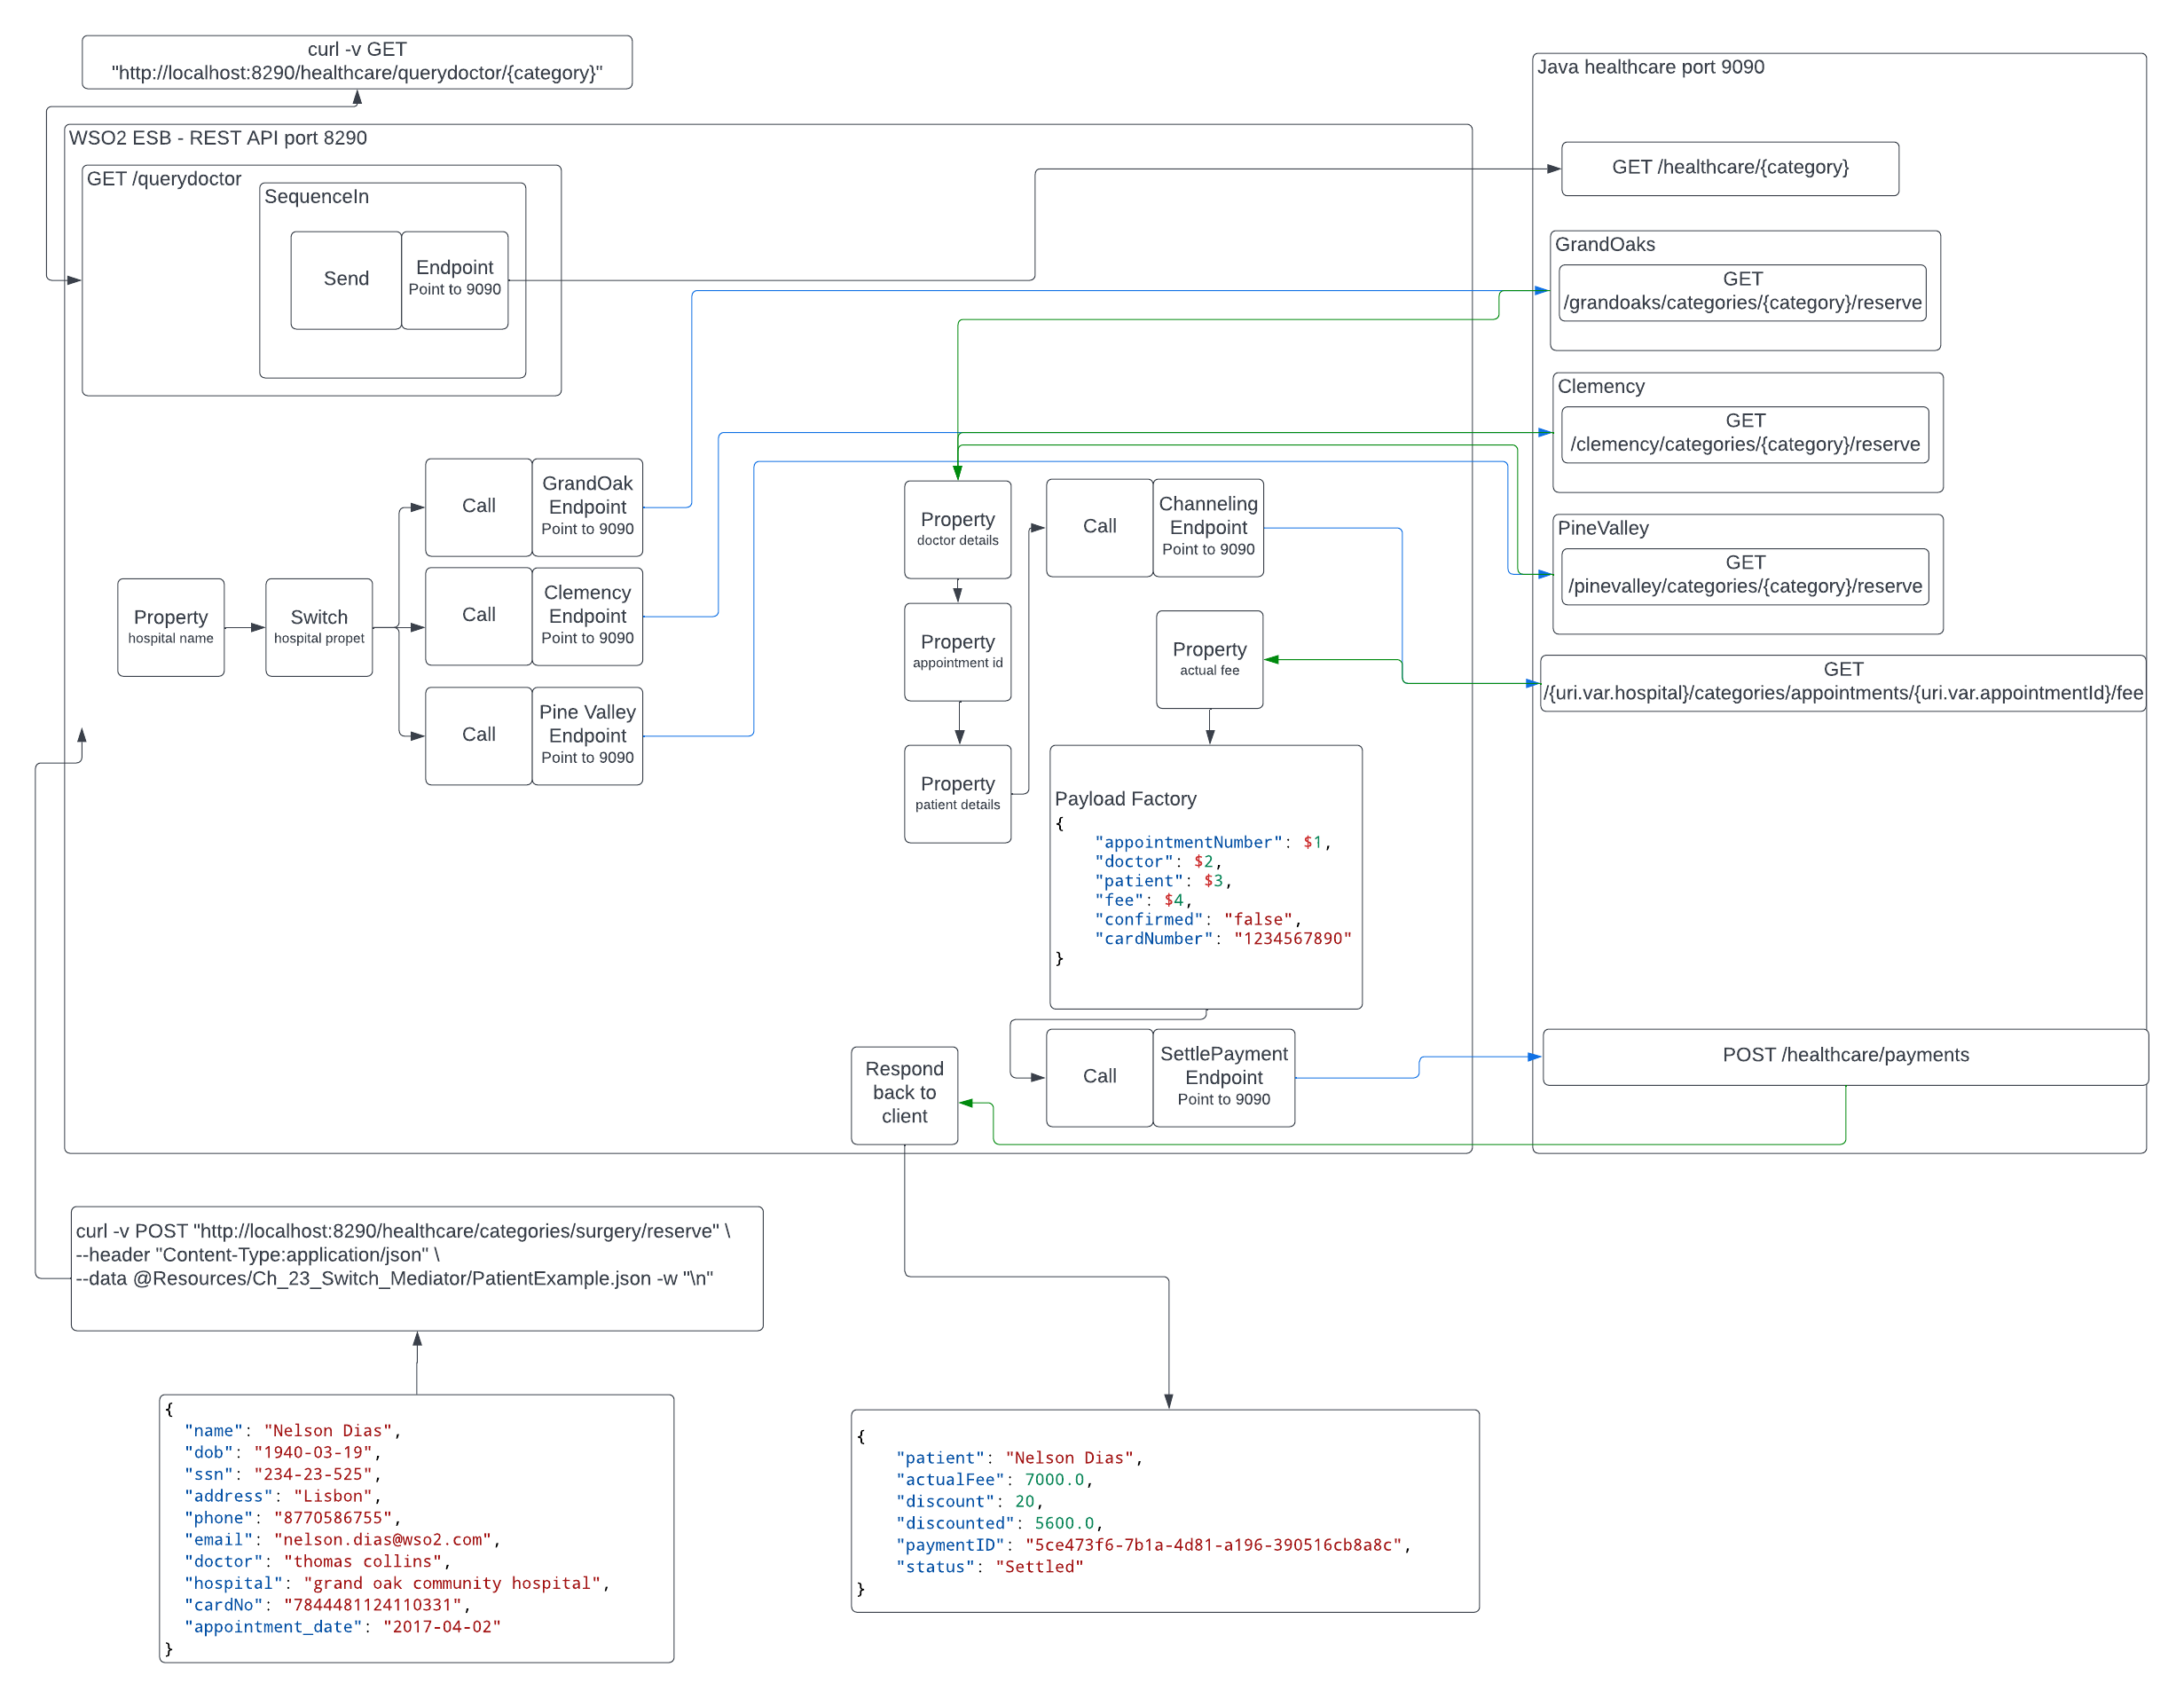 curl -v GET
"http://localhost:8290/healthcare/querydoctor/{category}"
WSO2 ESB - REST API port 8290
GET /querydoctor
SequenceIn
Send
Endpoint
Point to 9090
Property
hospital name
Switch
hospital propet
Call
GrandOak
Endpoint
Point to 9090
Call
Clemency
Endpoint
Point to 9090
Call
Pine Valley
Endpoint
Point to 9090
Property
doctor details
Property
appointment id
Property
patient details
Call
Channeling
Endpoint
Point to 9090
Property
actual fee
Payload Factory
{
"appointmentNumber": $1,
"doctor": $2,
"patient": $3,
"fee": $4,
"confirmed": "false",
"cardNumber": "1234567890"
}
Call
SettlePayment
Endpoint
Point to 9090
Respond
back to
client
Java healthcare port 9090
GET /healthcare/{category}
GrandOaks
GET
/grandoaks/categories/{category}/reserve
Clemency
GET
/clemency/categories/{category}/reserve
PineValley
GET
/pinevalley/categories/{category}/reserve
GET
/{uri.var.hospital}/categories/appointments/{uri.var.appointmentId}/fee
POST /healthcare/payments
curl -v POST "http://localhost:8290/healthcare/categories/surgery/reserve" \
--header "Content-Type:application/json" \
--data @Resources/Ch_23_Switch_Mediator/PatientExample.json -w "\n"
{
"name": "Nelson Dias",
"dob": "1940-03-19",
"ssn": "234-23-525",
"address": "Lisbon",
"phone": "8770586755",
"email": "nelson.dias@wso2.com",
"doctor": "thomas collins",
"hospital": "grand oak community hospital",
"cardNo": "7844481124110331",
"appointment_date": "2017-04-02"
}
{
"patient": "Nelson Dias",
"actualFee": 7000.0,
"discount": 20,
"discounted": 5600.0,
"paymentID": "5ce473f6-7b1a-4d81-a196-390516cb8a8c",
"status": "Settled"
}